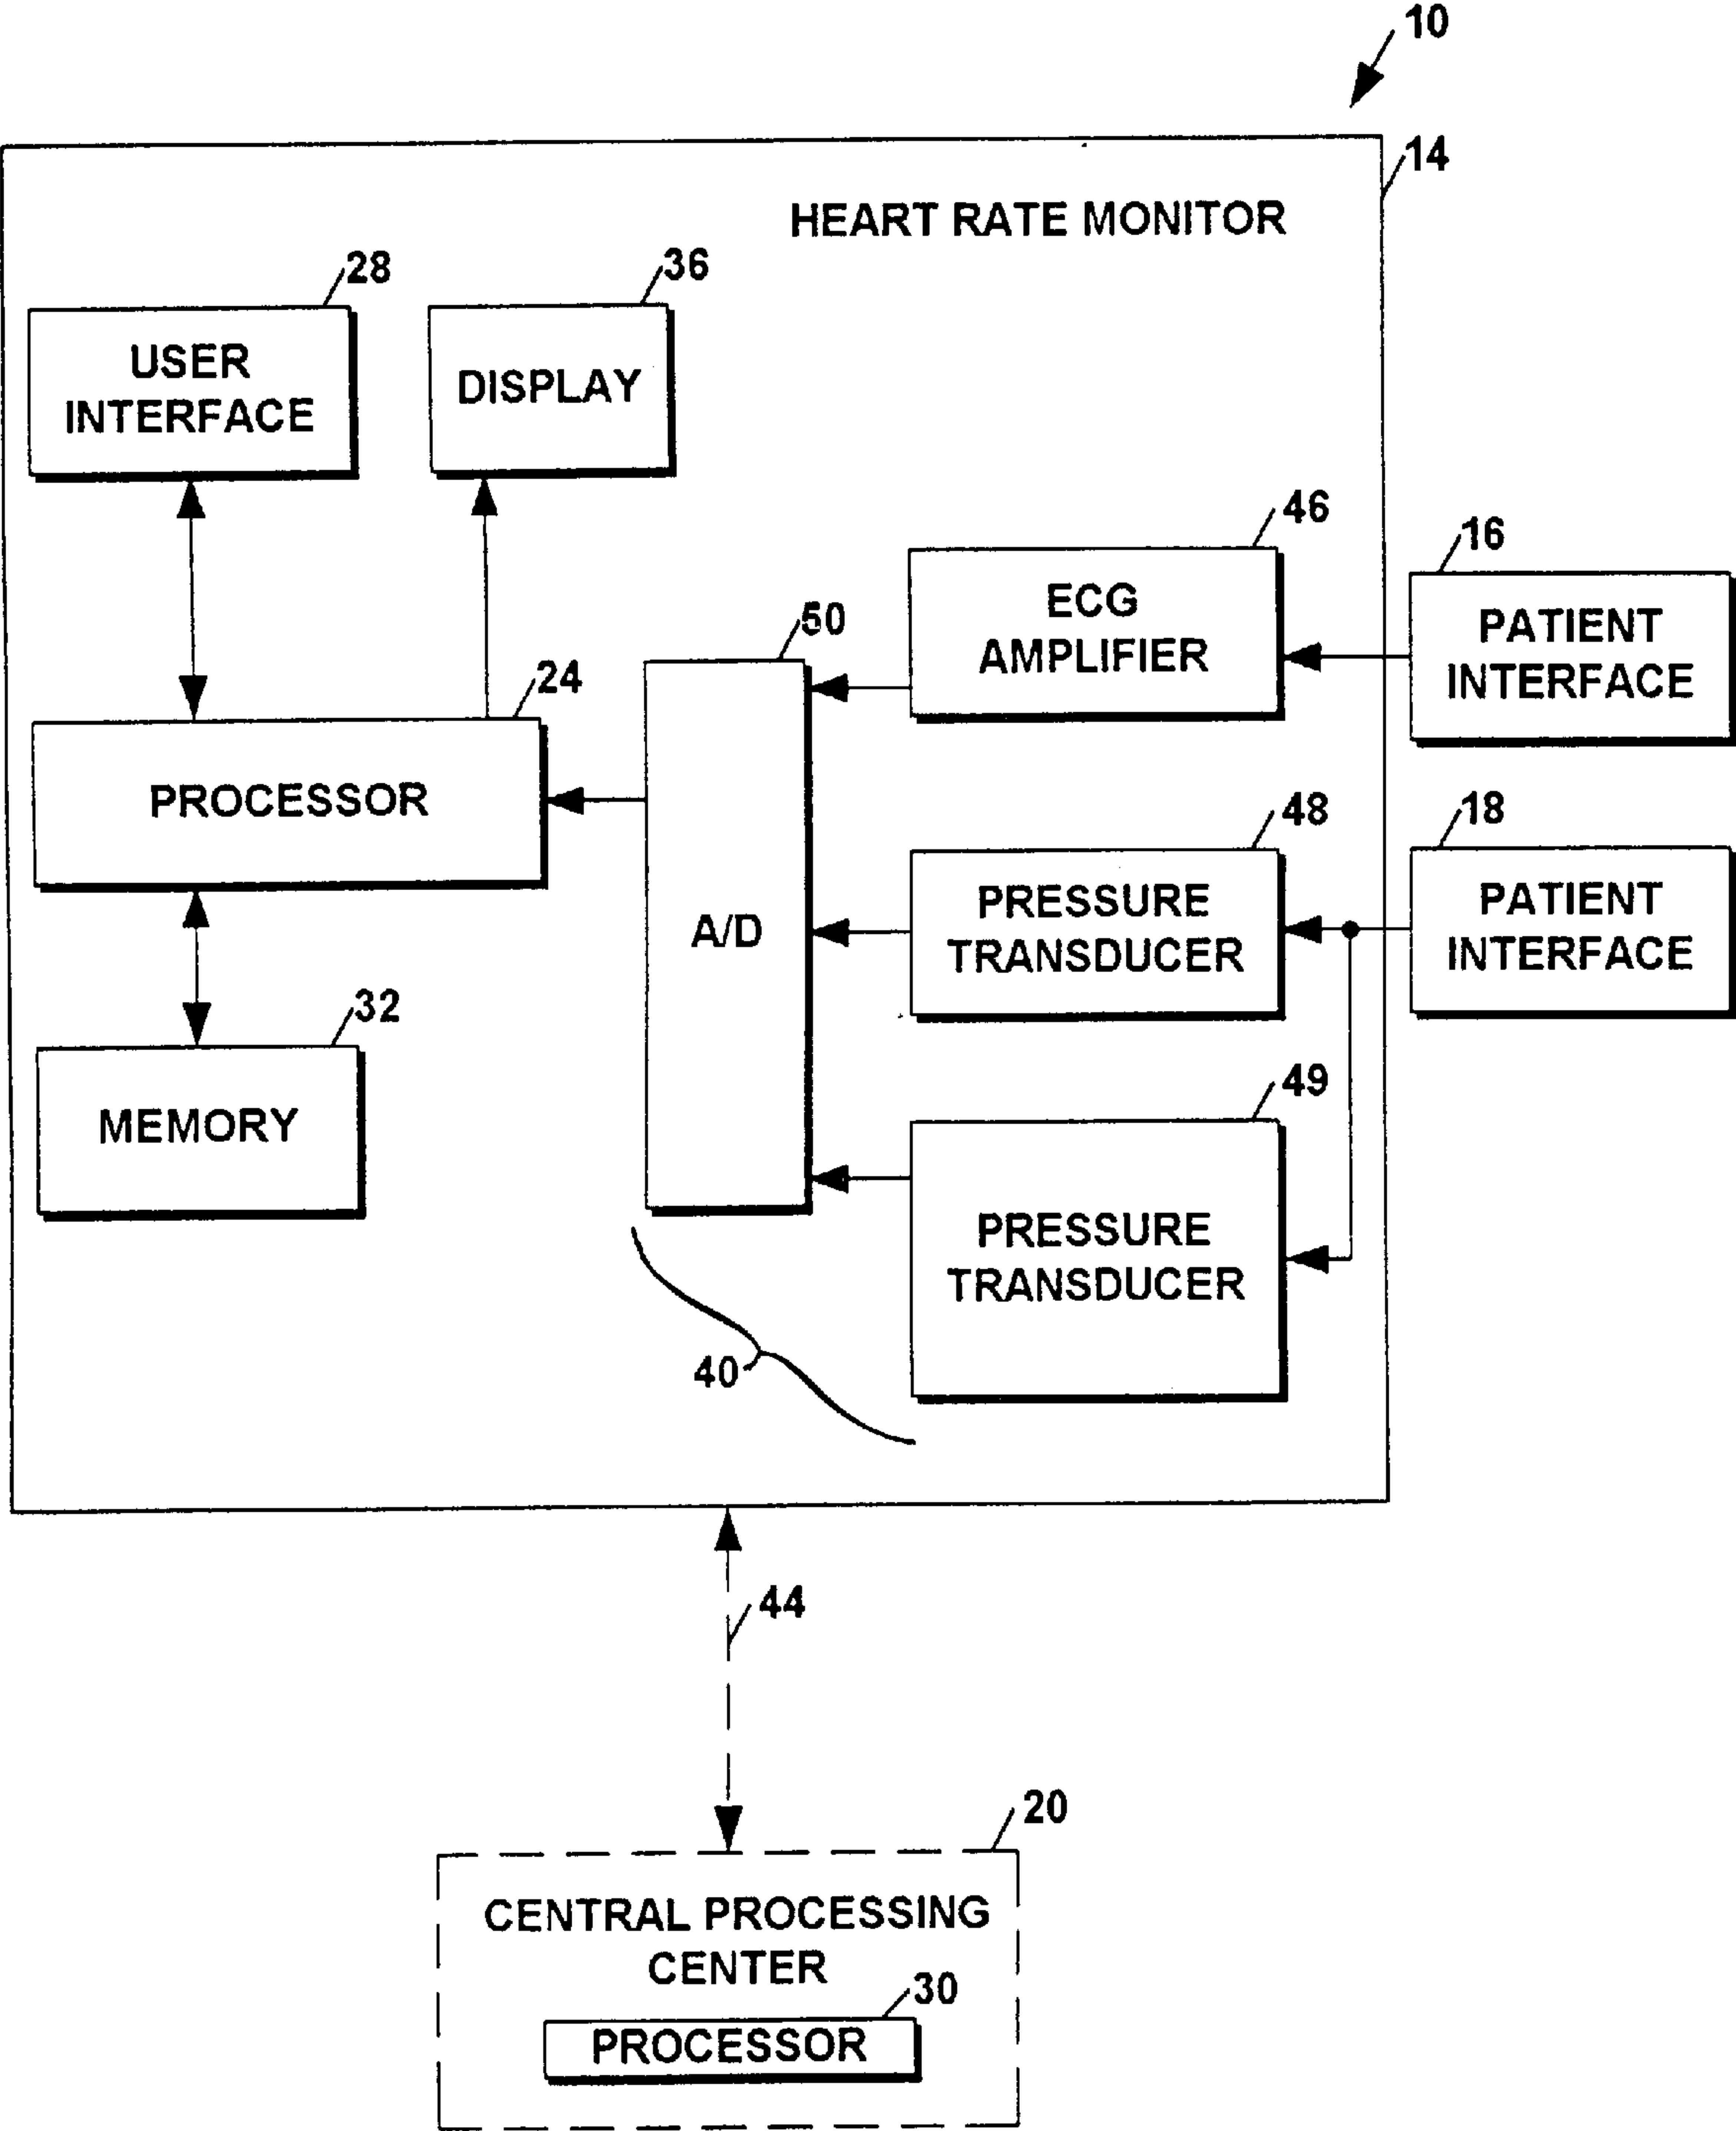 10
14
HEART RATE MONITOR
28
36
USER
INTERFACE
DISPLAY
46
16
ECG
AMPLIFIER
PATIENT
INTERFACE
50
24
PROCESSOR
48
18
A/D
PRESSURE
TRANSDUCER
PATIENT
INTERFACE
32
MEMORY
49
PRESSURE
TRANSDUCER
40
44
20
CENTRAL PROCESSING
CENTER
30
PROCESSOR